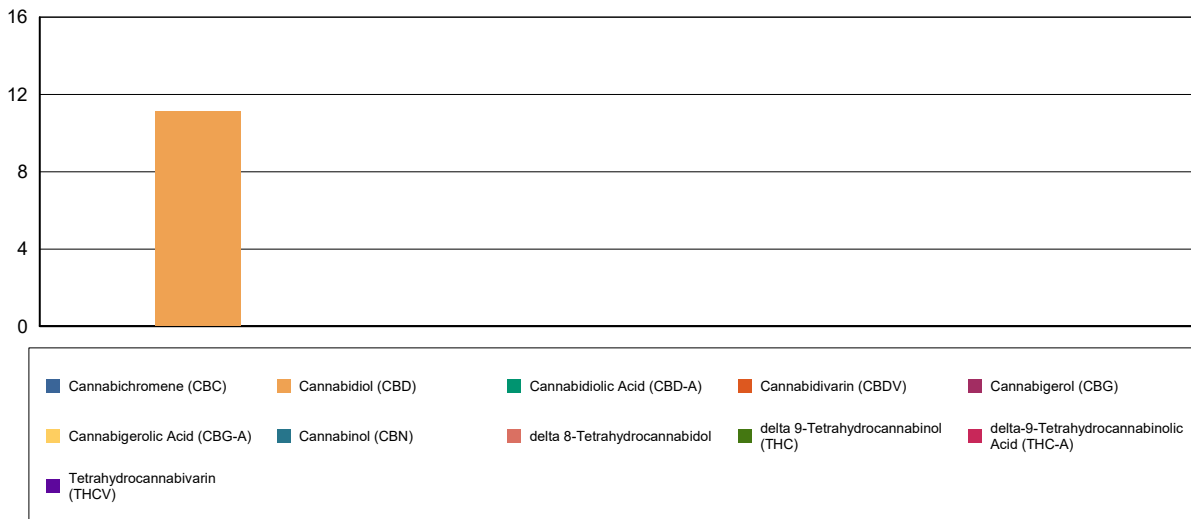 16
12
8
4
0
Cannabichromene (CBC)
Cannabidiol (CBD)
Cannabidiolic Acid (CBD-A)
Cannabidivarin (CBDV)
Cannabigerol (CBG)
Cannabigerolic Acid (CBG-A)
Cannabinol (CBN)
delta 8-Tetrahydrocannabidol
delta 9-Tetrahydrocannabinol
(THC)
delta-9-Tetrahydrocannabinolic
Acid (THC-A)
Tetrahydrocannabivarin
(THCV)